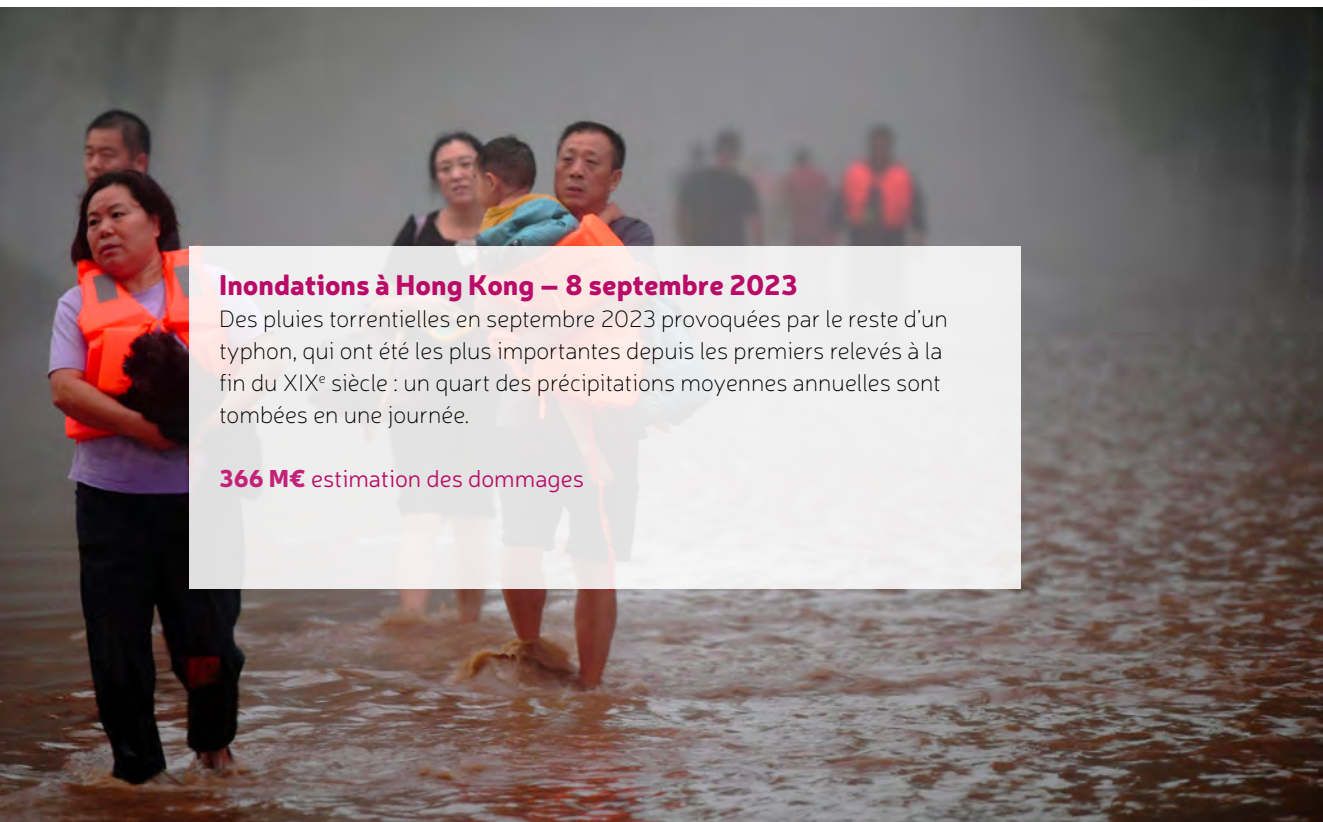 Inondations à Hong Kong – 8 septembre 2023
Des pluies torrentielles en septembre 2023 provoquées par le reste d’un
typhon, qui ont été les plus importantes depuis les premiers relevés à la
fin du XIXᵉ siècle : un quart des précipitations moyennes annuelles sont
tombées en une journée.
366 M€ estimation des dommages